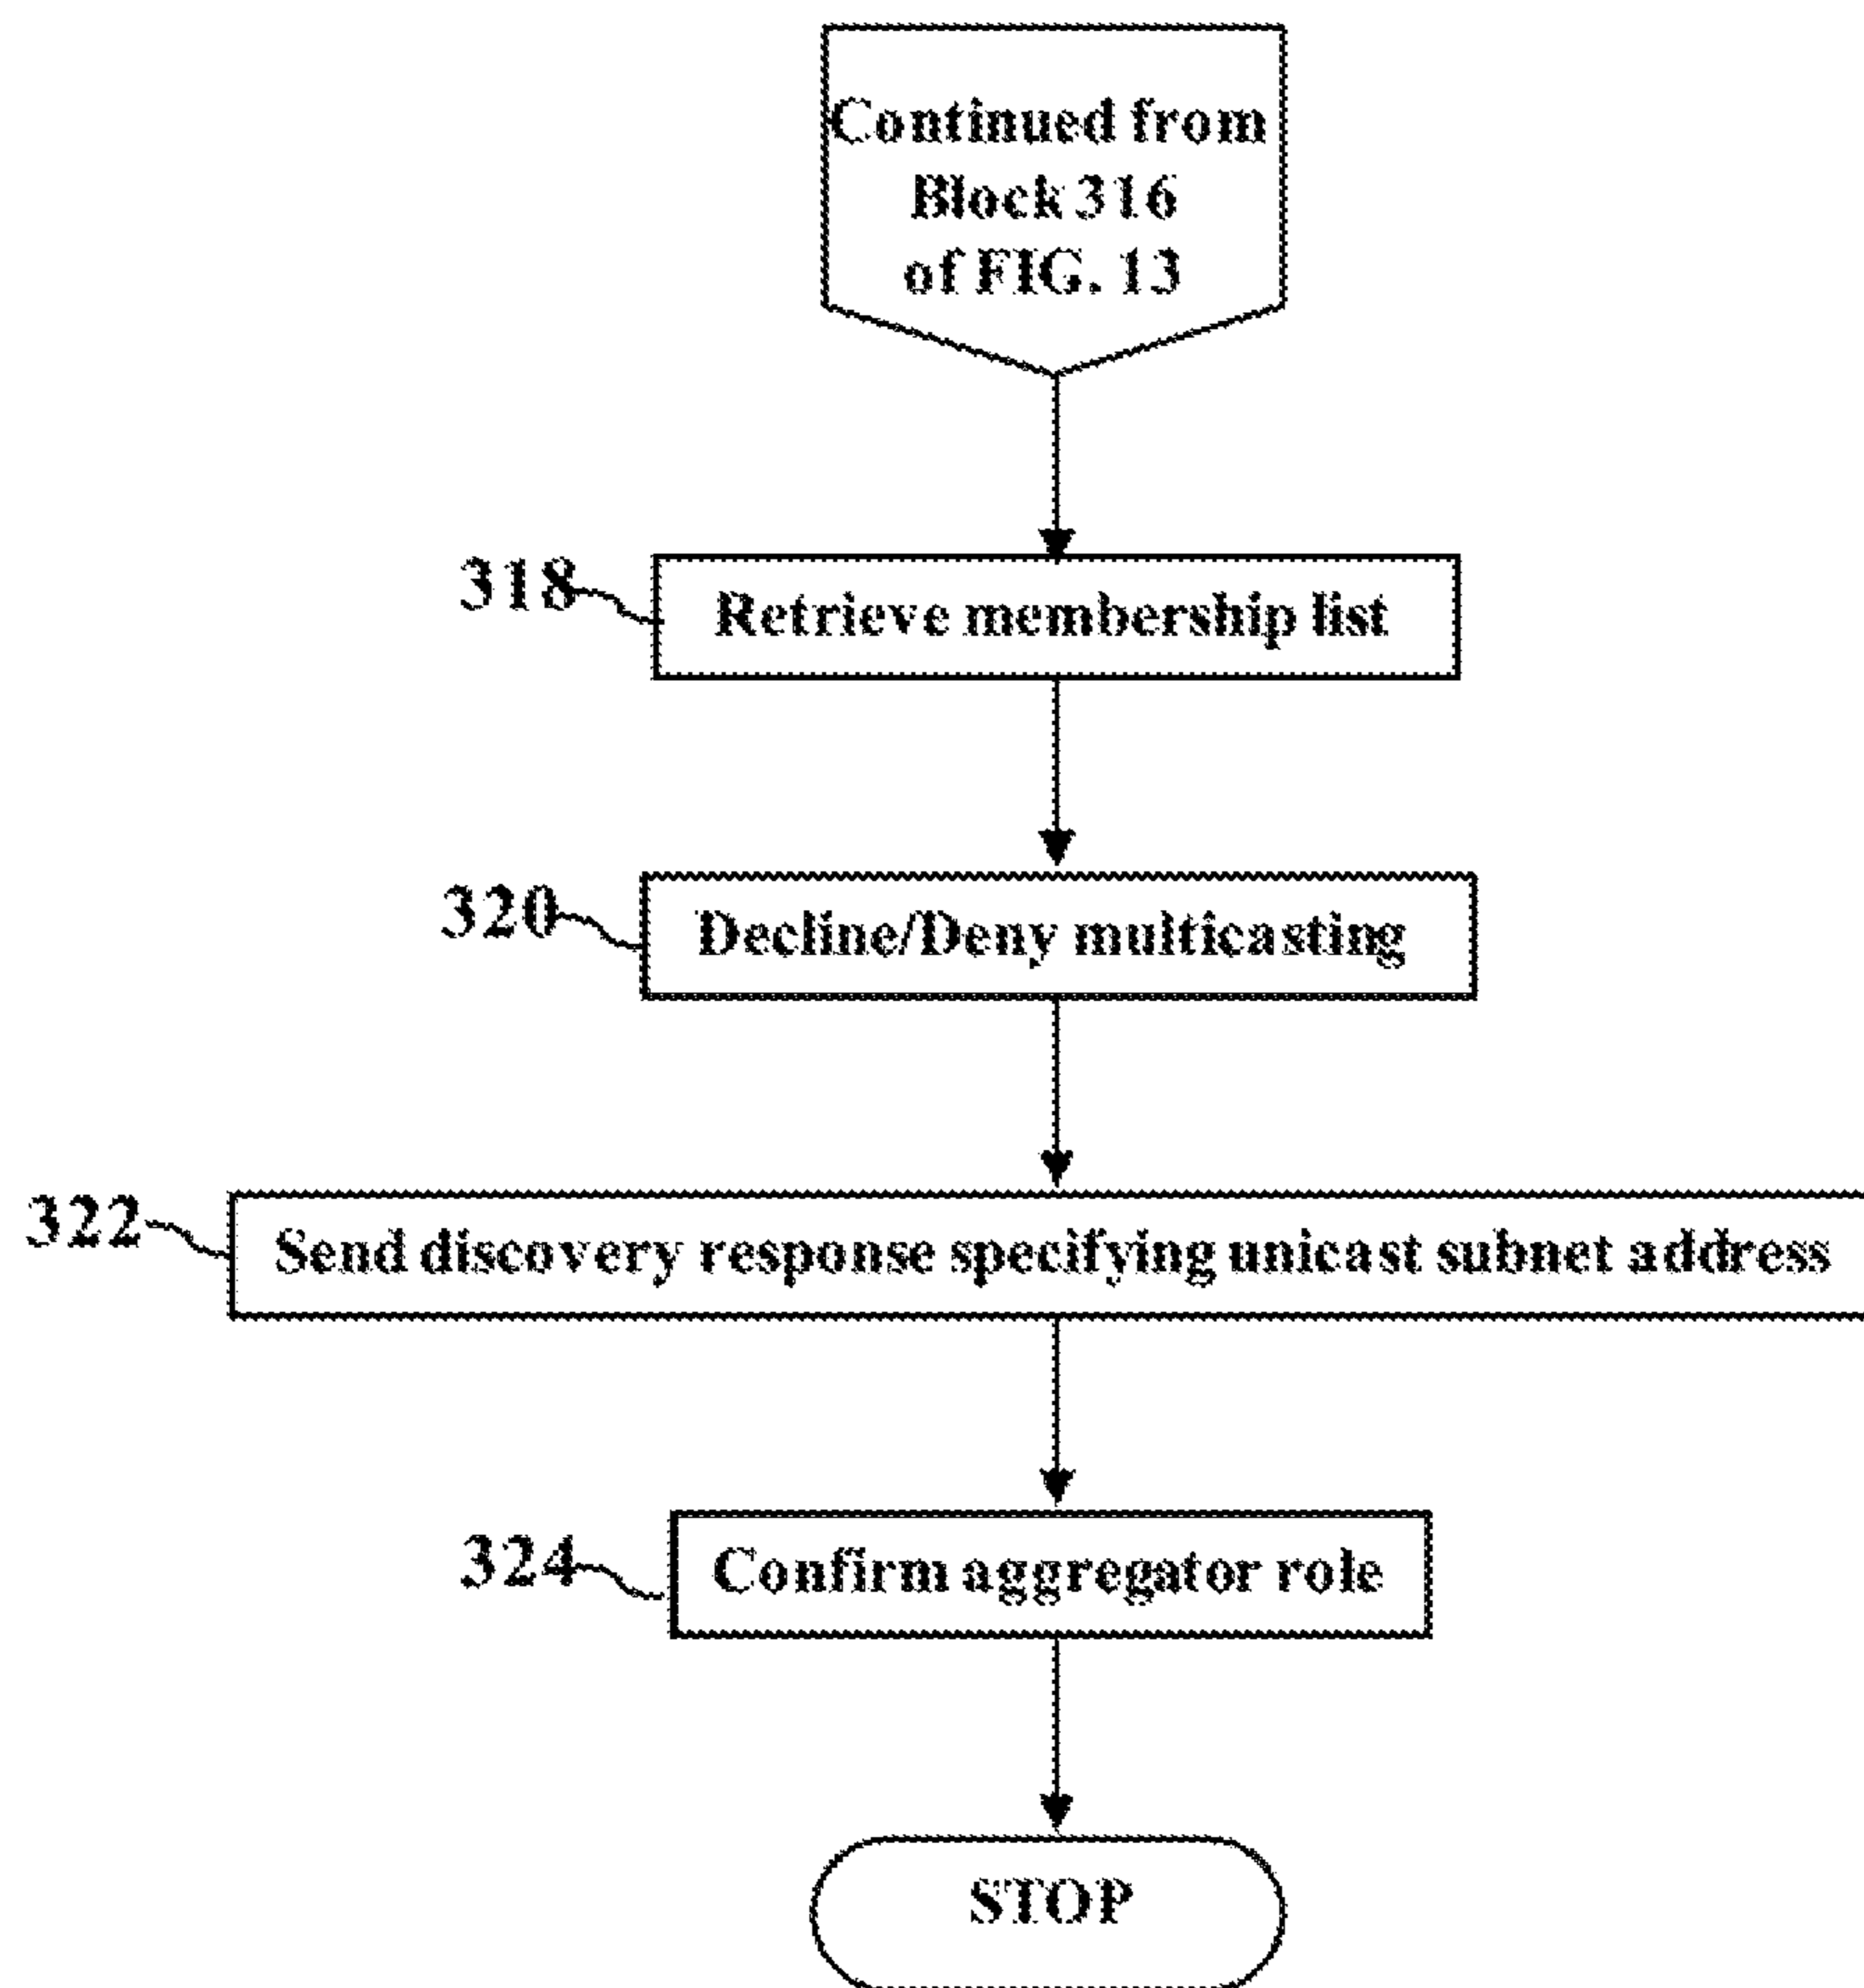 Continued from
Block 316
of FIG. 13
318
Retrieve membership list
320
Decline/Deny multicasting
322
Send discovery response specifying unicast subnet address
324
Confirm aggregator role
STOP